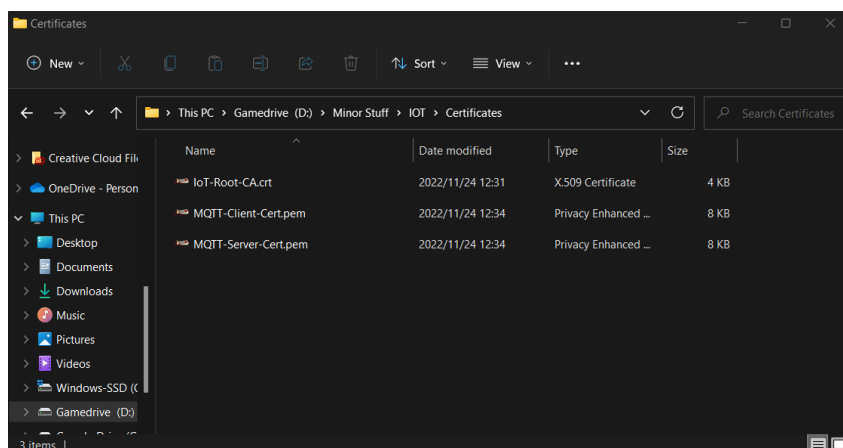 Certificates
New Sort View
This PC > Gamedrive (D:) > Minor Stuff > IOT > Certificates Search Certificates
Name Date modified Type Size
IoT-Root-CA.crt 2022/11/24 12:31 X.509 Certificate 4 KB
MQTT-Client-Cert.pem 2022/11/24 12:34 Privacy Enhanced ... 8 KB
MQTT-Server-Cert.pem 2022/11/24 12:34 Privacy Enhanced ... 8 KB
Creative Cloud File
OneDrive - Person
This PC
Desktop
Documents
Downloads
Music
Pictures
Videos
Windows-SSD (C
Gamedrive (D:)
3 items